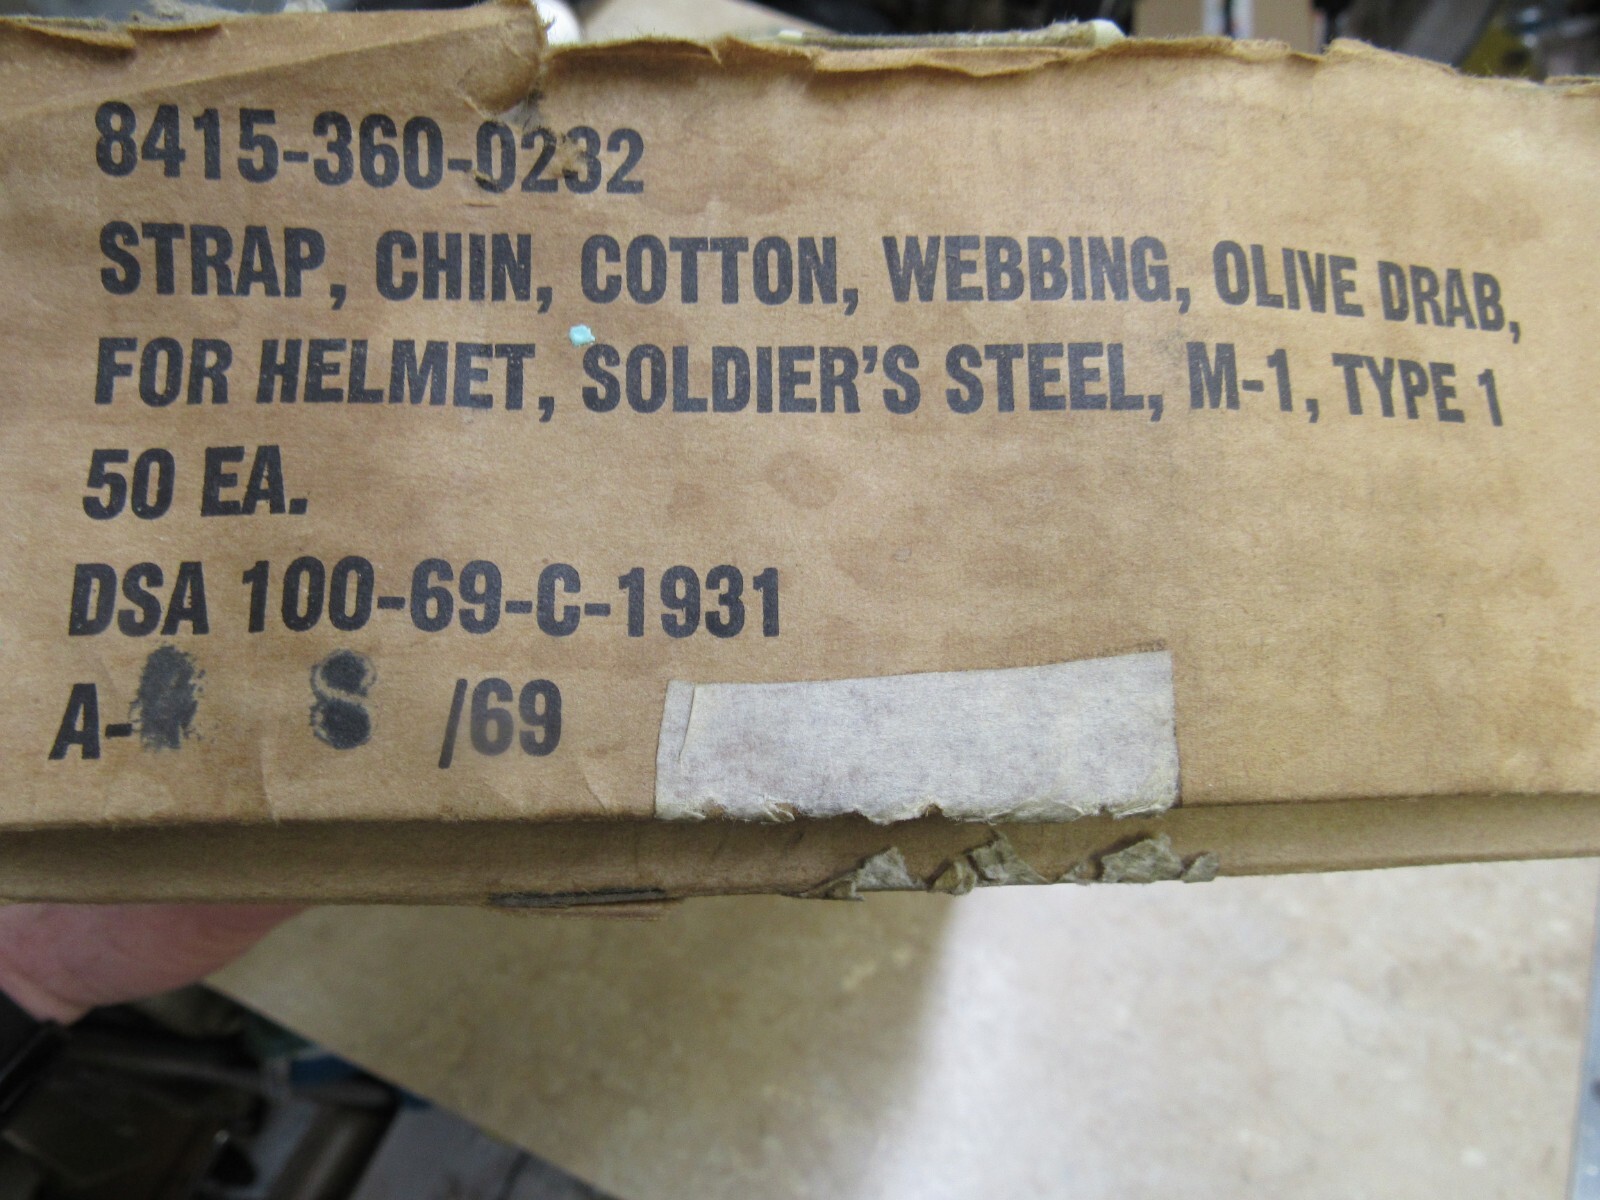 8415-360-0232
STRAP, CHIN, COTTON, WEBBING, OLIVE DRAB,
FOR HELMET, SOLDIER'S STEEL, M-1, TYPE 1
50 EA.
DSA 100-69-C-1931
A- 8 /69